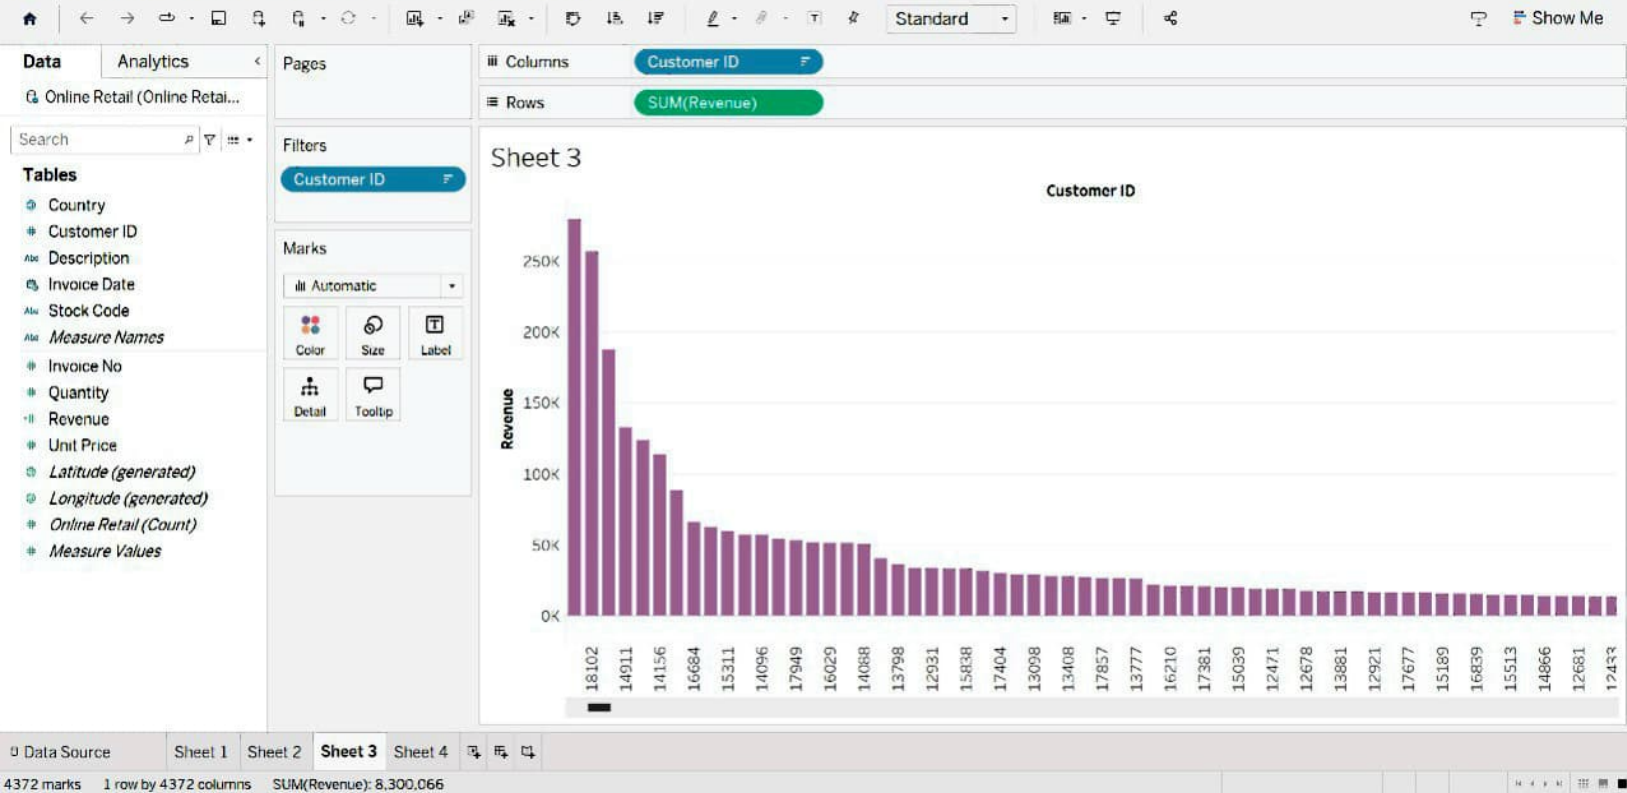 Standard
Show Me
Data
Analytics
Online Retail (Online Retai...
Search
Tables
Country
Customer ID
Abc Description
Invoice Date
Abc Stock Code
Abc Measure Names
Invoice No
Quantity
Revenue
Unit Price
Latitude (generated)
Longitude (generated)
Online Retail (Count)
Measure Values
Pages
Filters
Customer ID
Marks
Automatic
Color
Size
Label
Detail
Tooltip
Columns
Customer ID
Rows
SUM(Revenue)
Sheet 3
Customer ID
Revenue
250K
200K
150K
100K
50K
0K
18102
14911
14156
16684
15311
14096
17949
16029
14088
13798
12931
15838
17404
13098
13408
17857
13777
16210
17381
15039
12471
12678
13881
12921
17677
15189
16839
15513
14866
12681
Data Source
Sheet 1
Sheet 2
Sheet 3
Sheet 4
4372 marks
1 row by 4372 columns
SUM(Revenue): 8,300,066